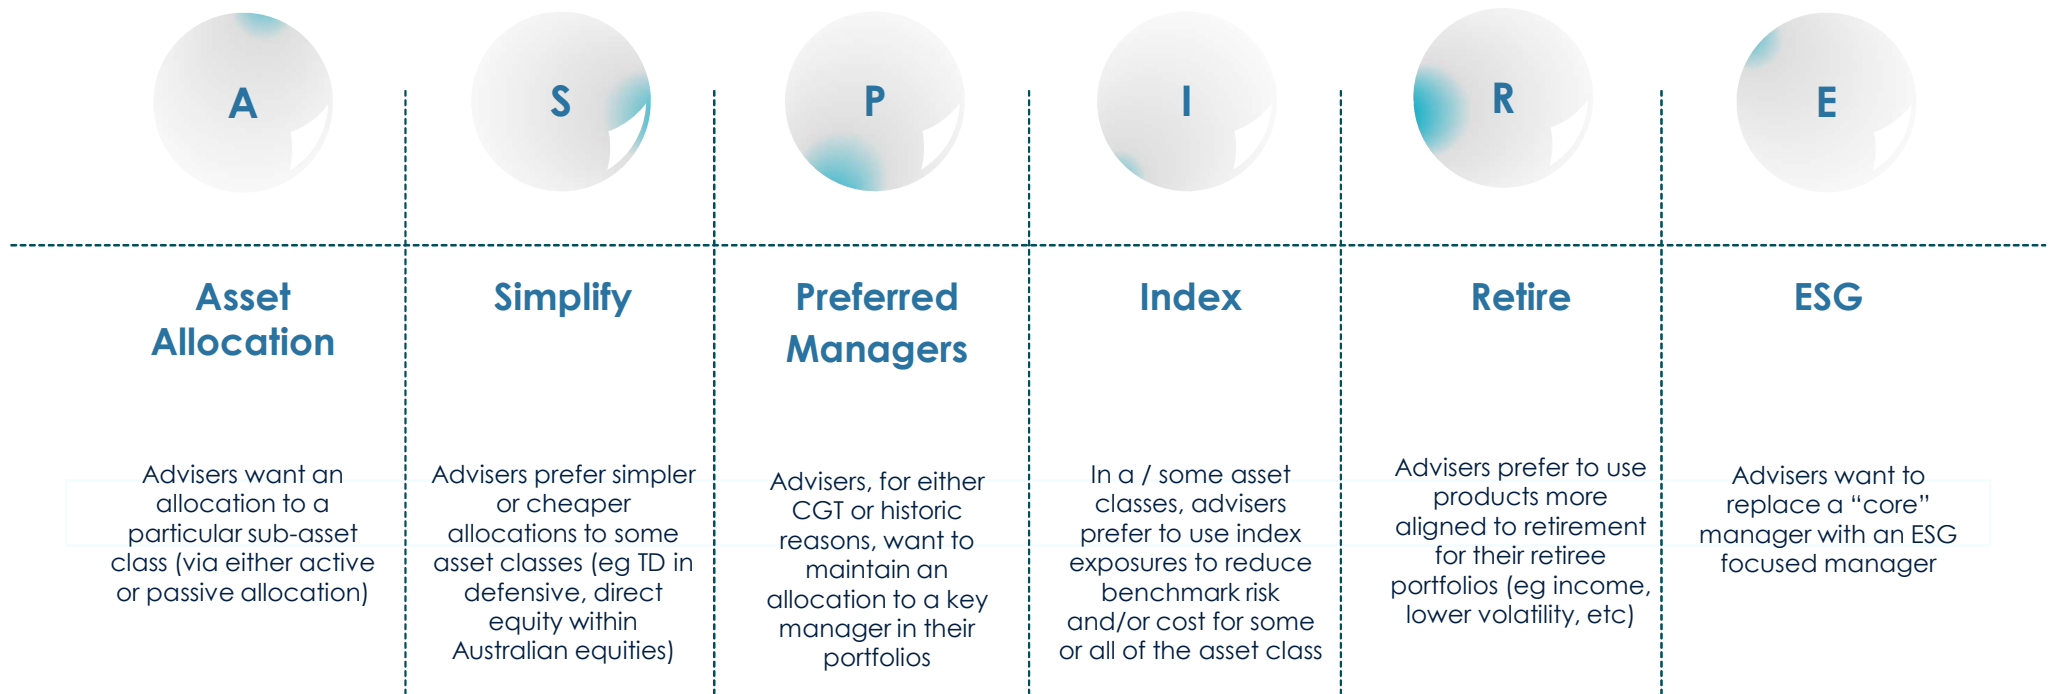 A
S
P
I
R
E
Asset
Allocation
Simplify
Preferred
Managers
Index
Retire
ESG
Advisers want an
allocation to a
particular sub-asset
class (via either active
or passive allocation)
Advisers prefer simpler
or cheaper
allocations to some
asset classes (eg TD in
defensive, direct
equity within
Australian equities)
Advisers, for either
CGT or historic
reasons, want to
maintain an
allocation to a key
manager in their
portfolios
In a / some asset
classes, advisers
prefer to use index
exposures to reduce
benchmark risk
and/or cost for some
or all of the asset class
Advisers prefer to use
products more
aligned to retirement
for their retiree
portfolios (eg income,
lower volatility, etc)
Advisers want to
replace a “core”
manager with an ESG
focused manager